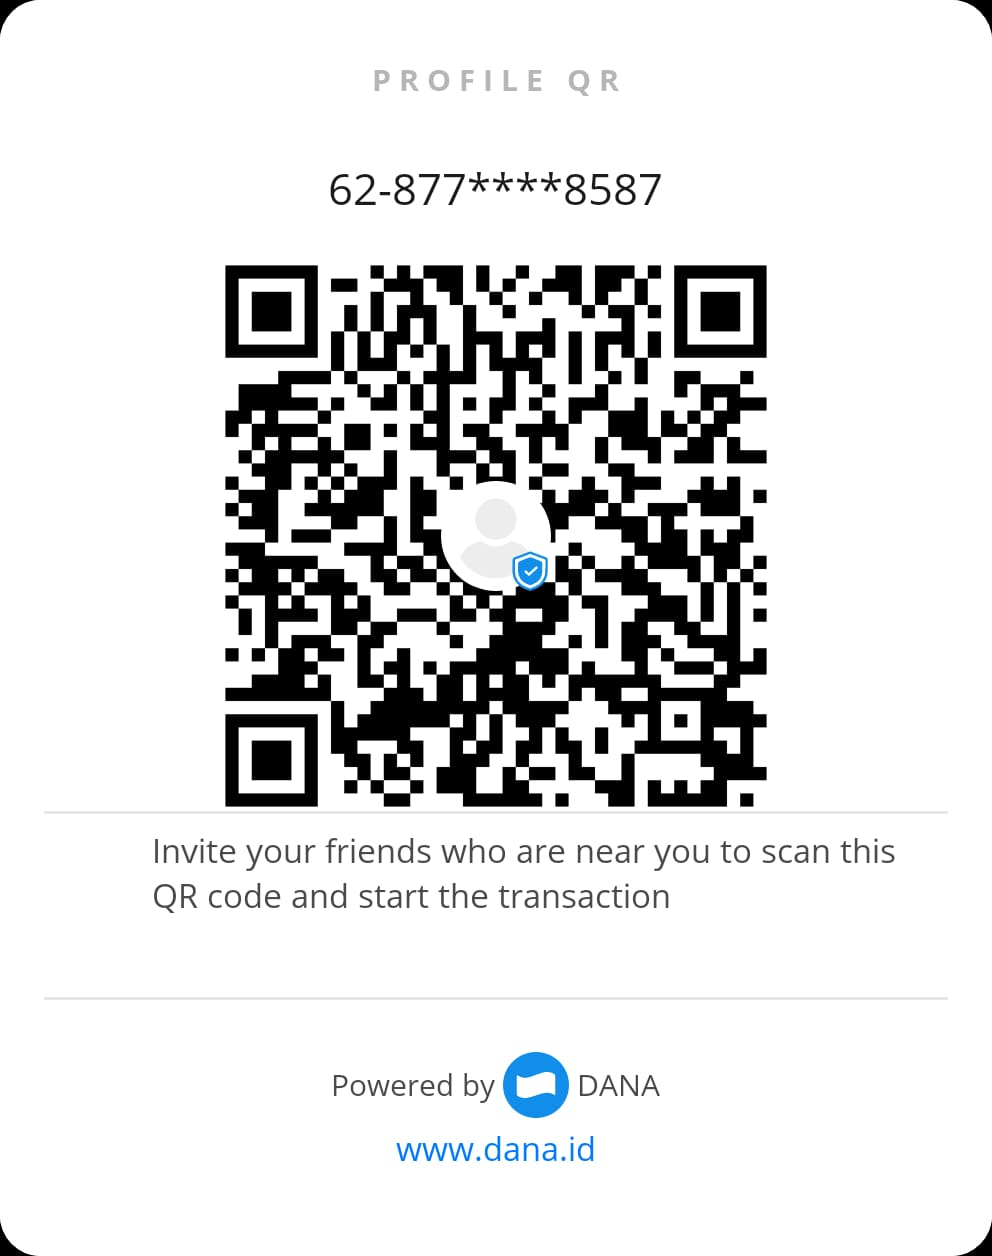 PROFILE QR
62-877****8587
Invite your friends who are near you to scan this
QR code and start the transaction
Powered by DANA
www.dana.id